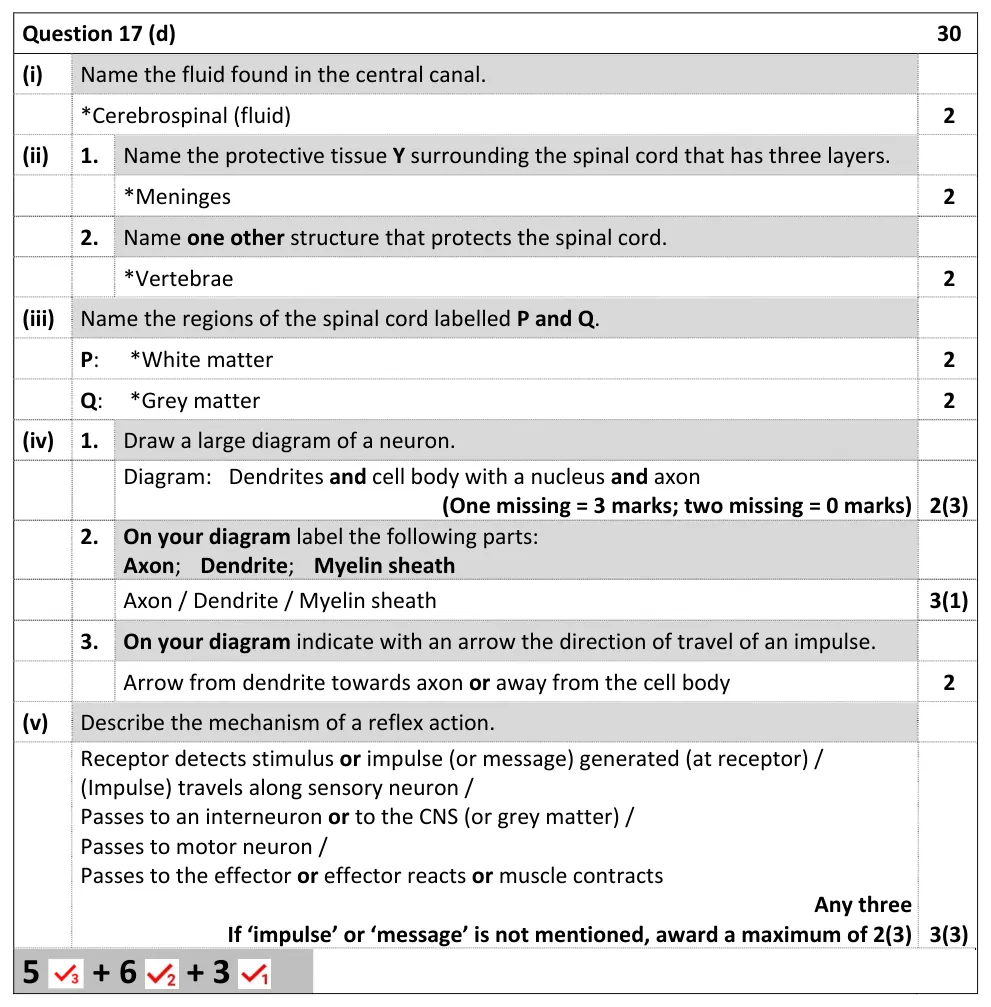 Question 17 (d) 30
(i) Name the fluid found in the central canal.
*Cerebrospinal (fluid) 2
(ii) 1. Name the protective tissue Y surrounding the spinal cord that has three layers.
*Meninges 2
2. Name one other structure that protects the spinal cord.
*Vertebrae 2
(iii) Name the regions of the spinal cord labelled P and Q.
P: *White matter 2
Q: *Grey matter 2
(iv) 1. Draw a large diagram of a neuron.
Diagram: Dendrites and cell body with a nucleus and axon
(One missing = 3 marks; two missing = 0 marks) 2(3)
2. On your diagram label the following parts:
Axon; Dendrite; Myelin sheath
Axon / Dendrite / Myelin sheath 3(1)
3. On your diagram indicate with an arrow the direction of travel of an impulse.
Arrow from dendrite towards axon or away from the cell body 2
(v) Describe the mechanism of a reflex action.
Receptor detects stimulus or impulse (or message) generated (at receptor) /
(Impulse) travels along sensory neuron /
Passes to an interneuron or to the CNS (or grey matter) /
Passes to motor neuron /
Passes to the effector or effector reacts or muscle contracts
Any three
If ‘impulse’ or ‘message’ is not mentioned, award a maximum of 2(3) 3(3)
5 ✓3 + 6 ✓2 + 3 ✓1